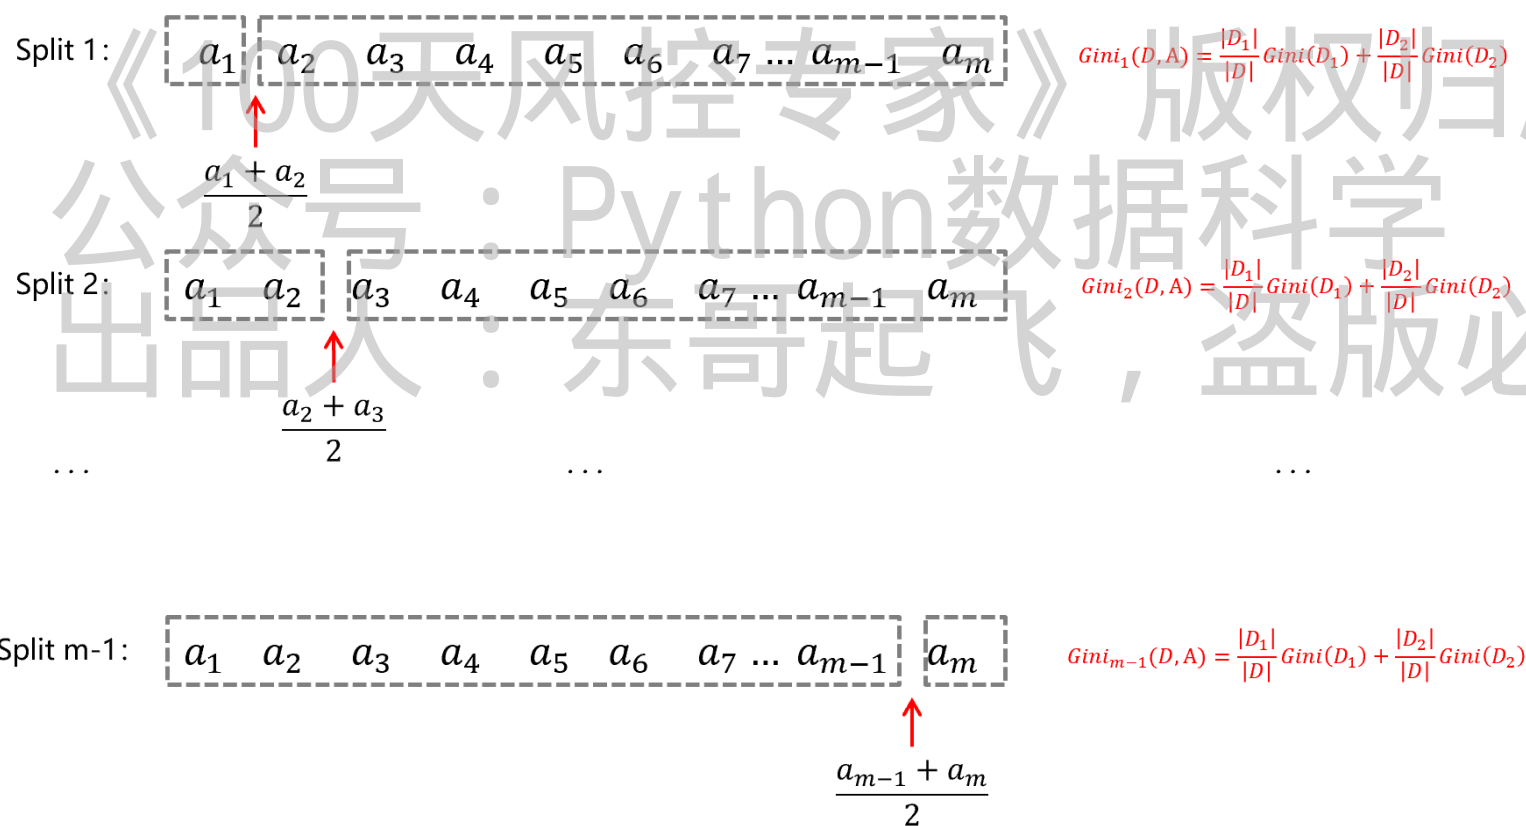 Split 1: a₁ a₂ a₃ a₄ a₅ a₆ a₇ ... aₘ₋₁ aₘ Gini₁(D, A) = |D₁|/|D| Gini(D₁) + |D₂|/|D| Gini(D₂)
《100天风控专家》版权归
(a₁ + a₂)/2
公众号：Python数据科学
Split 2: a₁ a₂ a₃ a₄ a₅ a₆ a₇ ... aₘ₋₁ aₘ Gini₂(D, A) = |D₁|/|D| Gini(D₁) + |D₂|/|D| Gini(D₂)
出品人：东哥起飞，盗版必
(a₂ + a₃)/2
... ... ...
Split m-1: a₁ a₂ a₃ a₄ a₅ a₆ a₇ ... aₘ₋₁ aₘ Giniₘ₋₁(D, A) = |D₁|/|D| Gini(D₁) + |D₂|/|D| Gini(D₂)
(aₘ₋₁ + aₘ)/2